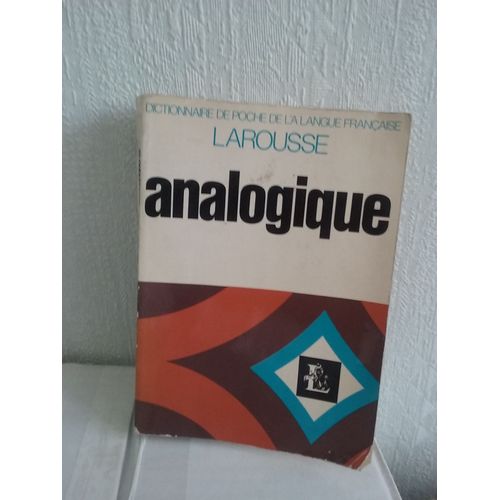 DICTIONNAIRE DE POCHE DE LA LANGUE FRANÇAISE
LAROUSSE
analogique
L